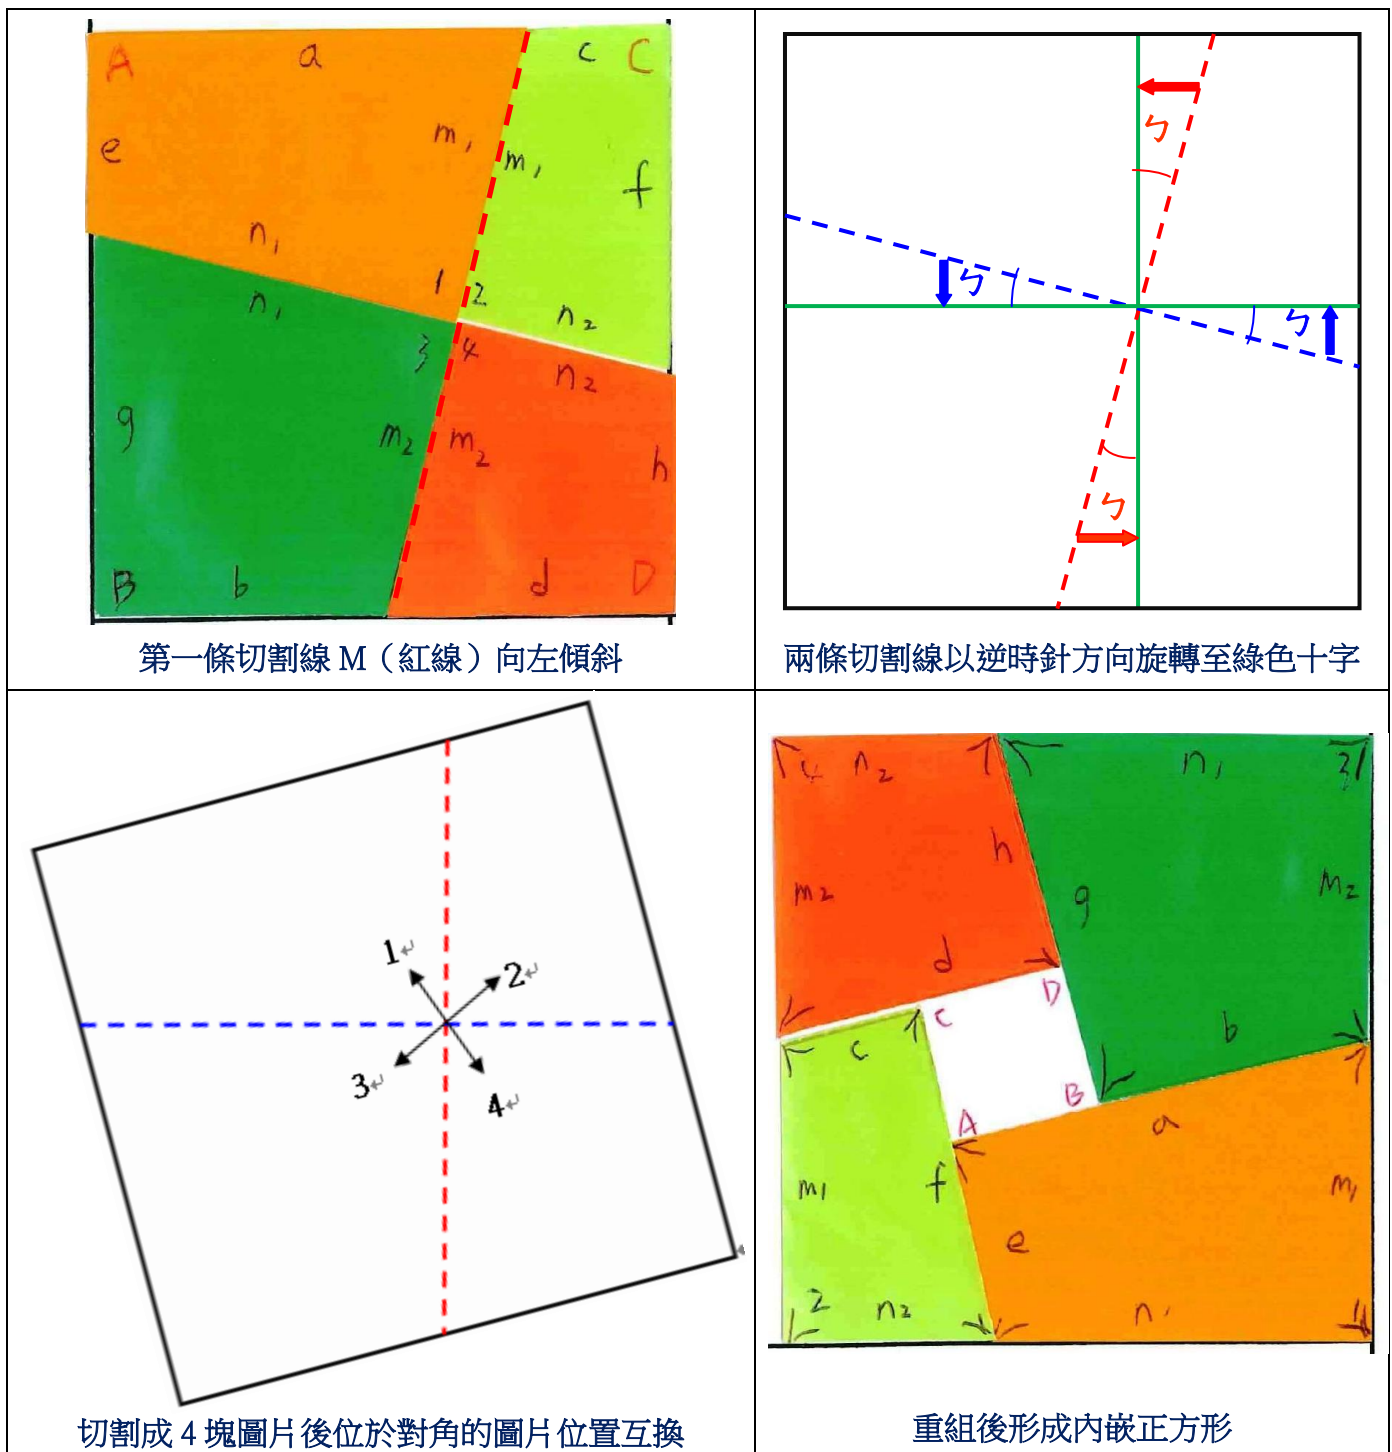 A a c C
e m₁ m₁ f
n₁
n₁ 1 2 n₂
3 4 n₂
g m₂ m₂ h
B b d D
第一條切割線 M（紅線）向左傾斜
ㄅ
ㄅ ㄅ
ㄅ
兩條切割線以逆時針方向旋轉至綠色十字
1 2
3 4
切割成 4 塊圖片後位於對角的圖片位置互換
4 n₂ n₁ 3
h
m₂ g m₂
d D
C
c b
B
A a
m₁ f m₁
e
2 n₂ n₁ 1
重組後形成內嵌正方形